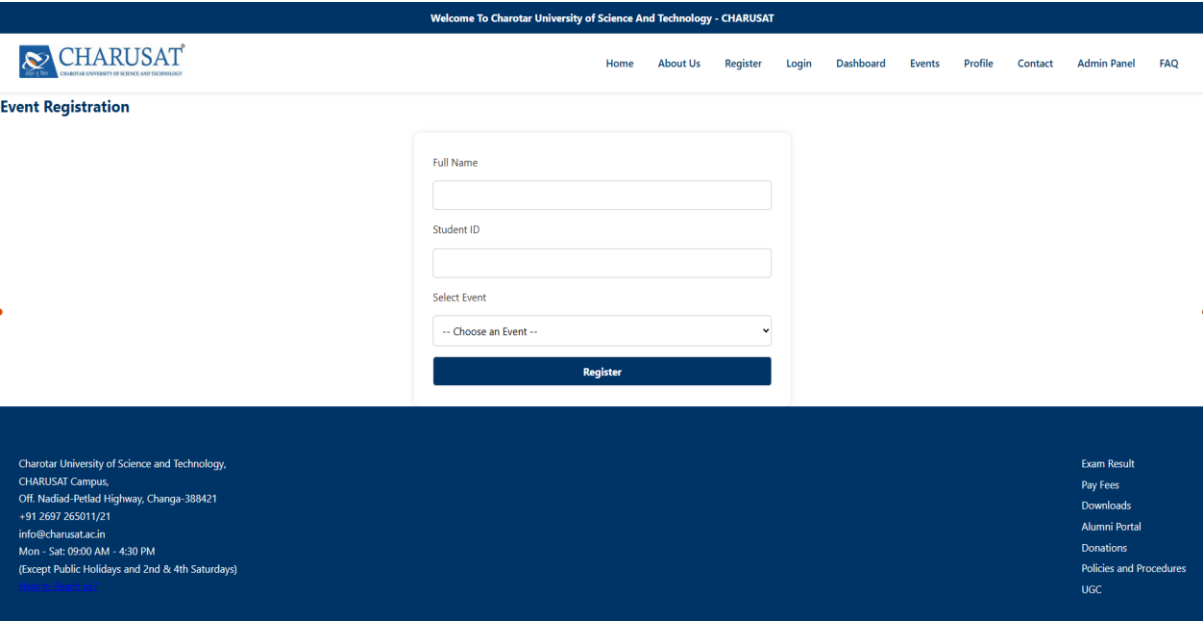 Welcome To Charotar University of Science And Technology - CHARUSAT
CHARUSAT
CHAROTAR UNIVERSITY OF SCIENCE AND TECHNOLOGY
Home About Us Register Login Dashboard Events Profile Contact Admin Panel FAQ
Event Registration
Full Name
Student ID
Select Event
-- Choose an Event --
Register
Charotar University of Science and Technology,
CHARUSAT Campus,
Off. Nadiad-Petlad Highway, Changa-388421
+91 2697 265011/21
info@charusat.ac.in
Mon - Sat: 09:00 AM - 4:30 PM
(Except Public Holidays and 2nd & 4th Saturdays)
How to Reach us?
Exam Result
Pay Fees
Downloads
Alumni Portal
Donations
Policies and Procedures
UGC